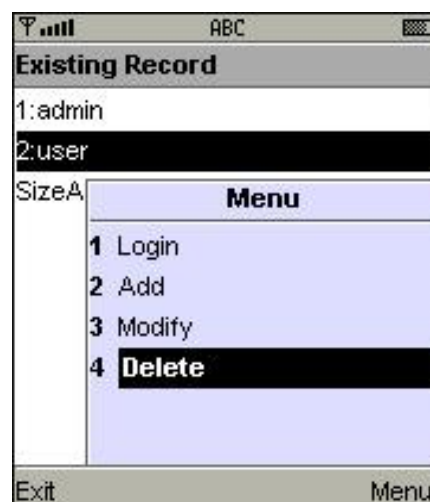 ABC
Existing Record
1:admin
2:user
SizeA
Menu
1 Login
2 Add
3 Modify
4 Delete
Exit Menu